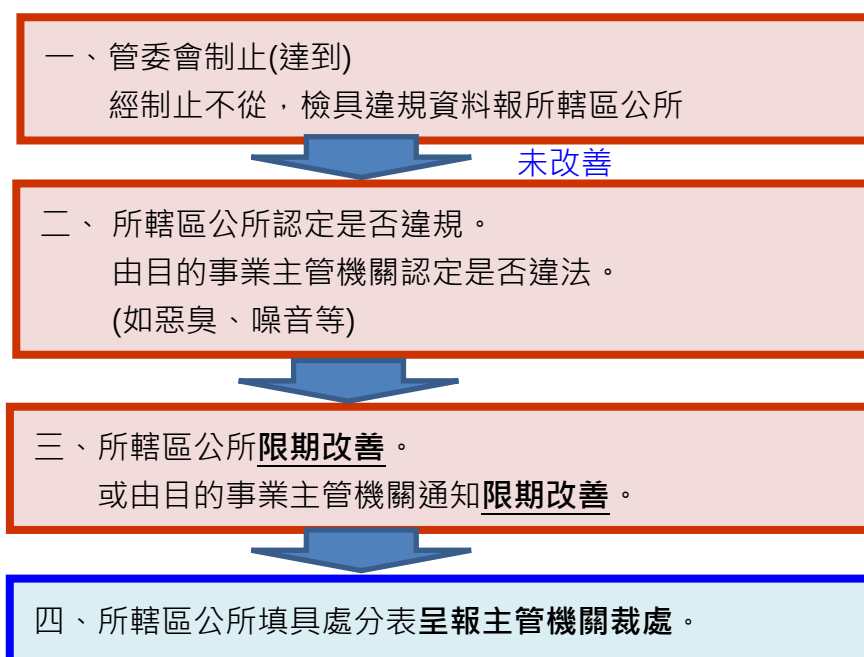 一、管委會制止(達到)
經制止不從，檢具違規資料報所轄區公所
未改善
二、 所轄區公所認定是否違規。
由目的事業主管機關認定是否違法。
(如惡臭、噪音等)
三、所轄區公所限期改善。
或由目的事業主管機關通知限期改善。
四、所轄區公所填具處分表呈報主管機關裁處。